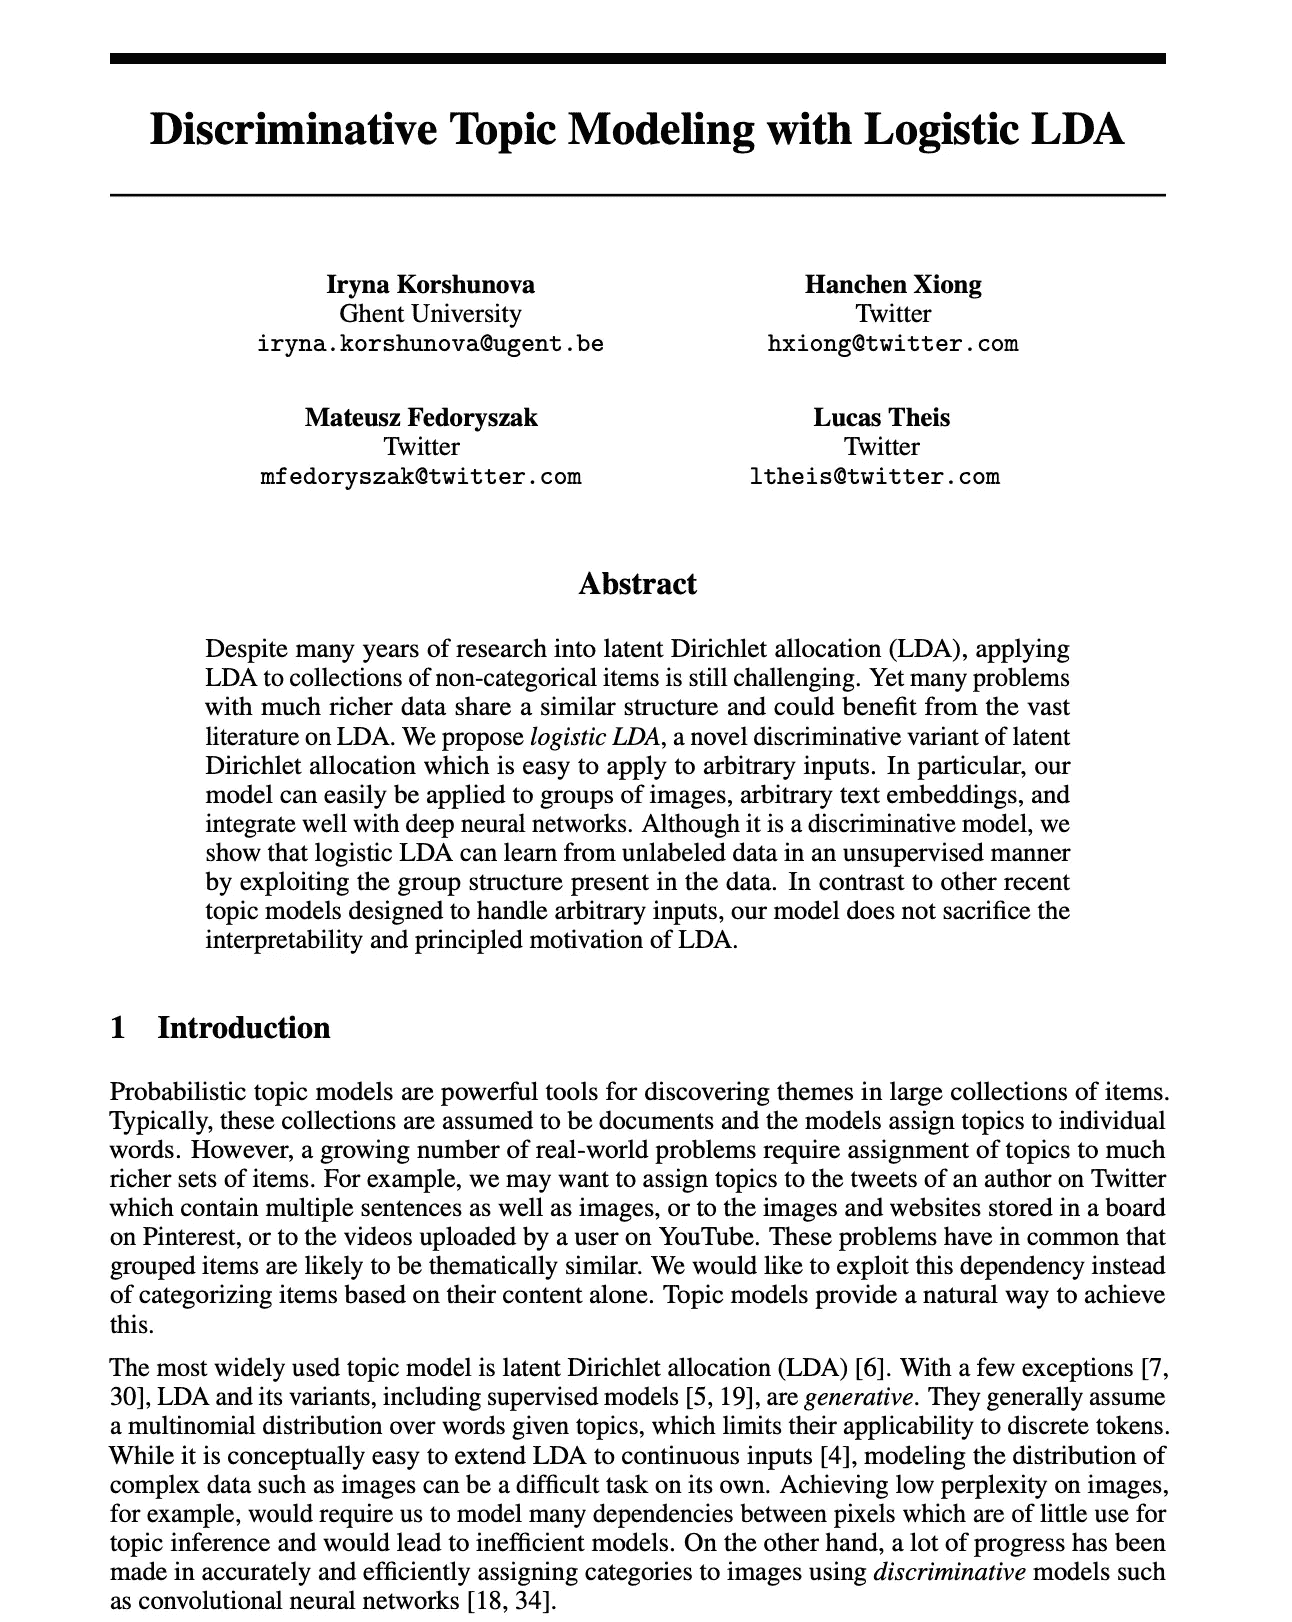 Discriminative Topic Modeling with Logistic LDA
Iryna Korshunova
Ghent University
iryna.korshunova@ugent.be
Hanchen Xiong
Twitter
hxiong@twitter.com
Mateusz Fedoryszak
Twitter
mfedoryszak@twitter.com
Lucas Theis
Twitter
ltheis@twitter.com
Abstract
Despite many years of research into latent Dirichlet allocation (LDA), applying
LDA to collections of non-categorical items is still challenging. Yet many problems
with much richer data share a similar structure and could benefit from the vast
literature on LDA. We propose logistic LDA, a novel discriminative variant of latent
Dirichlet allocation which is easy to apply to arbitrary inputs. In particular, our
model can easily be applied to groups of images, arbitrary text embeddings, and
integrate well with deep neural networks. Although it is a discriminative model, we
show that logistic LDA can learn from unlabeled data in an unsupervised manner
by exploiting the group structure present in the data. In contrast to other recent
topic models designed to handle arbitrary inputs, our model does not sacrifice the
interpretability and principled motivation of LDA.
1 Introduction
Probabilistic topic models are powerful tools for discovering themes in large collections of items.
Typically, these collections are assumed to be documents and the models assign topics to individual
words. However, a growing number of real-world problems require assignment of topics to much
richer sets of items. For example, we may want to assign topics to the tweets of an author on Twitter
which contain multiple sentences as well as images, or to the images and websites stored in a board
on Pinterest, or to the videos uploaded by a user on YouTube. These problems have in common that
grouped items are likely to be thematically similar. We would like to exploit this dependency instead
of categorizing items based on their content alone. Topic models provide a natural way to achieve
this.
The most widely used topic model is latent Dirichlet allocation (LDA) [6]. With a few exceptions [7,
30], LDA and its variants, including supervised models [5, 19], are generative. They generally assume
a multinomial distribution over words given topics, which limits their applicability to discrete tokens.
While it is conceptually easy to extend LDA to continuous inputs [4], modeling the distribution of
complex data such as images can be a difficult task on its own. Achieving low perplexity on images,
for example, would require us to model many dependencies between pixels which are of little use for
topic inference and would lead to inefficient models. On the other hand, a lot of progress has been
made in accurately and efficiently assigning categories to images using discriminative models such
as convolutional neural networks [18, 34].